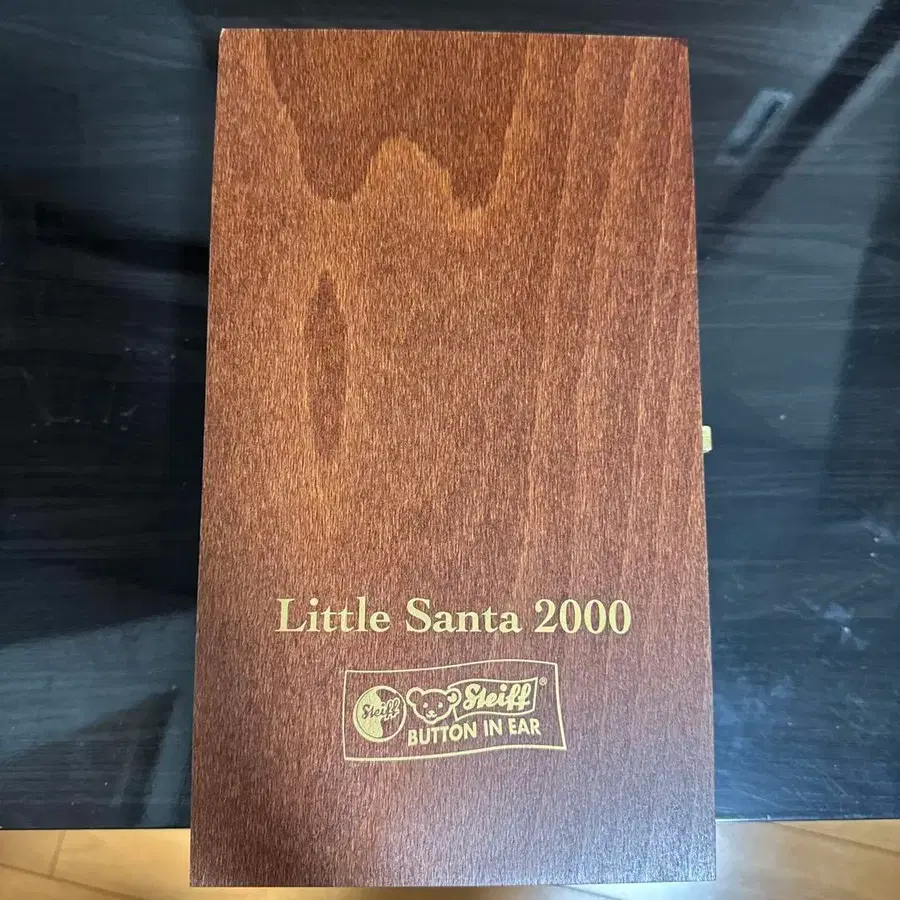 Little Santa 2000
Steiff Steiff®
BUTTON IN EAR